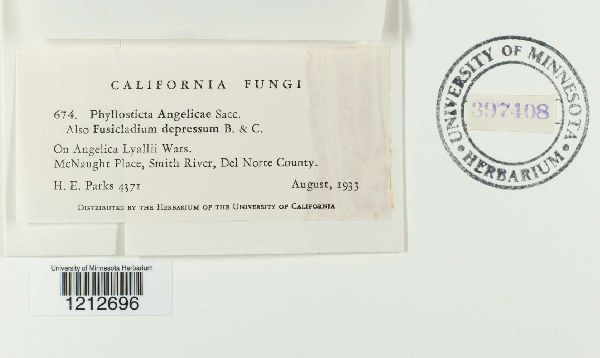 CALIFORNIA FUNGI
674. Phyllosticta Angelicae Sacc.
Also Fusicladium depressum B. & C.
On Angelica Lyallii Wats.
McNaught Place, Smith River, Del Norte County.
H. E. Parks 4371 August, 1933
DISTRIBUTED BY THE HERBARIUM OF THE UNIVERSITY OF CALIFORNIA
UNIVERSITY OF MINNESOTA
397408
• HERBARIUM •
University of Minnesota Herbarium
1212696